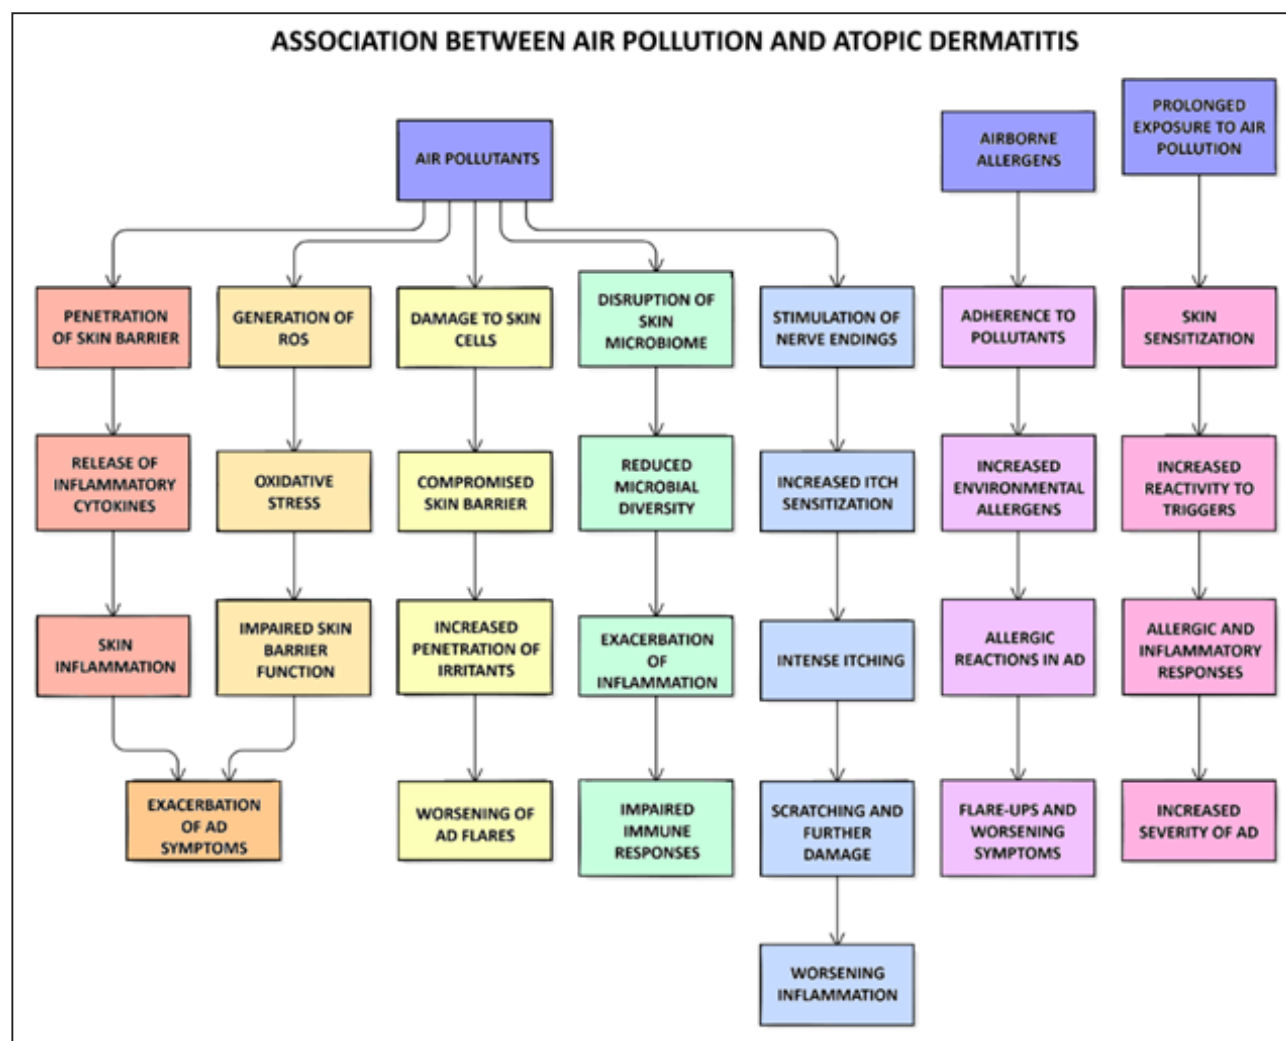 ASSOCIATION BETWEEN AIR POLLUTION AND ATOPIC DERMATITIS
AIR POLLUTANTS
AIRBORNE
ALLERGENS
PROLONGED
EXPOSURE TO AIR
POLLUTION
PENETRATION
OF SKIN BARRIER
GENERATION OF
ROS
DAMAGE TO SKIN
CELLS
DISRUPTION OF
SKIN
MICROBIOME
STIMULATION OF
NERVE ENDINGS
ADHERENCE TO
POLLUTANTS
SKIN
SENSITIZATION
RELEASE OF
INFLAMMATORY
CYTOKINES
OXIDATIVE
STRESS
COMPROMISED
SKIN BARRIER
REDUCED
MICROBIAL
DIVERSITY
INCREASED ITCH
SENSITIZATION
INCREASED
ENVIRONMENTAL
ALLERGENS
INCREASED
REACTIVITY TO
TRIGGERS
SKIN
INFLAMMATION
IMPAIRED SKIN
BARRIER
FUNCTION
INCREASED
PENETRATION OF
IRRITANTS
EXACERBATION
OF
INFLAMMATION
INTENSE ITCHING
ALLERGIC
REACTIONS IN AD
ALLERGIC AND
INFLAMMATORY
RESPONSES
EXACERBATION
OF AD
SYMPTOMS
WORSENING OF
AD FLARES
IMPAIRED
IMMUNE
RESPONSES
SCRATCHING AND
FURTHER
DAMAGE
FLARE-UPS AND
WORSENING
SYMPTOMS
INCREASED
SEVERITY OF AD
WORSENING
INFLAMMATION